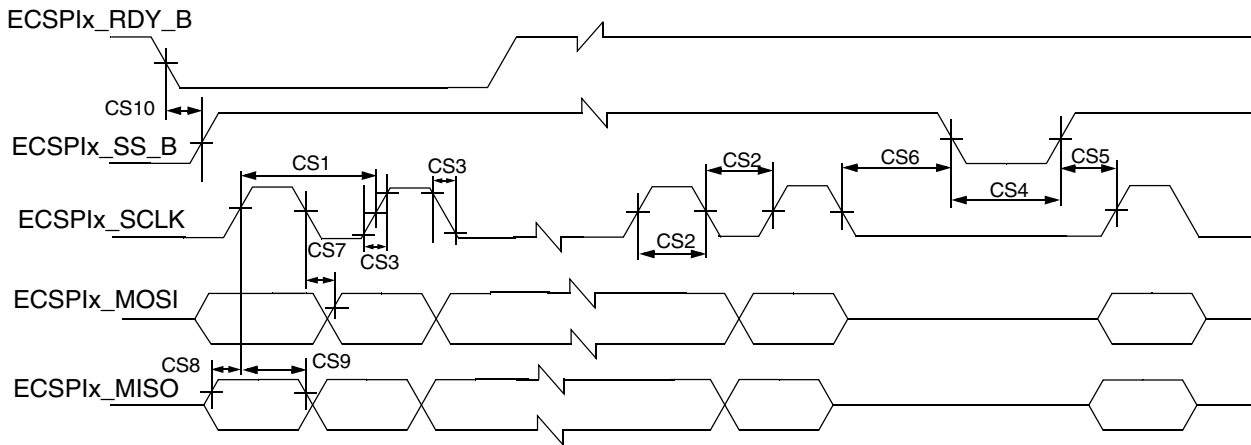 ECSPIx_RDY_B
CS10
ECSPIx_SS_B
CS1
CS3
CS2
CS6
CS5
CS4
ECSPIx_SCLK
CS7
CS3
CS2
ECSPIx_MOSI
CS8
CS9
ECSPIx_MISO